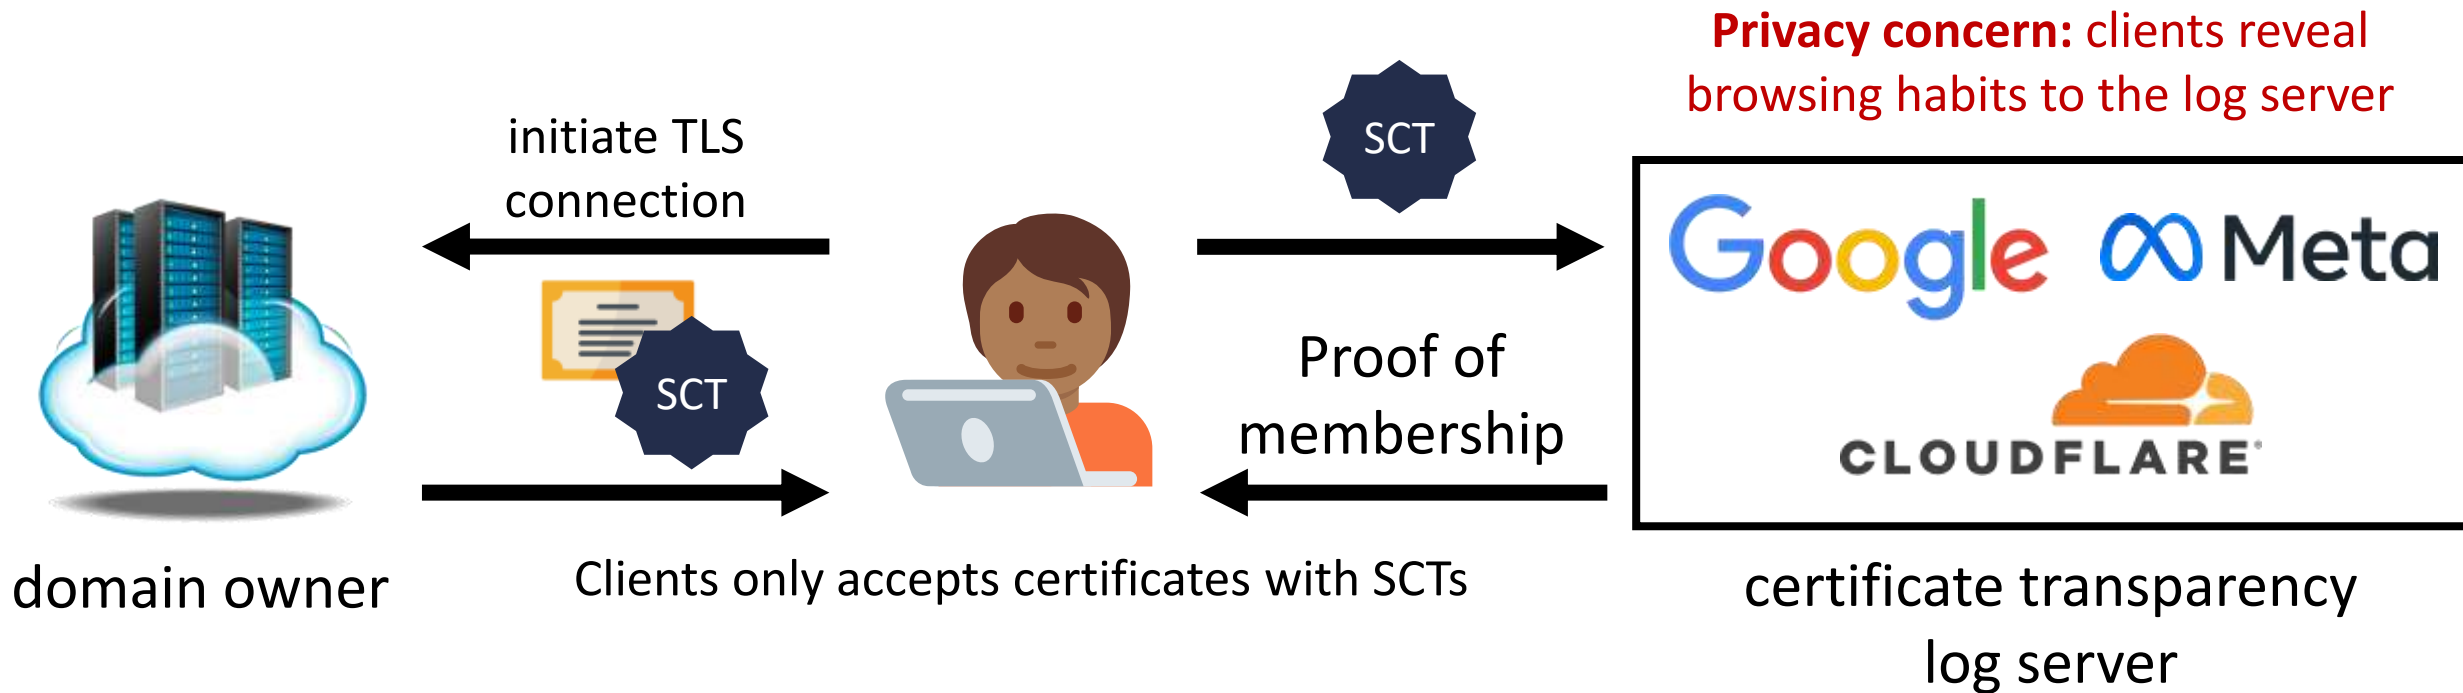 Privacy concern: clients reveal
browsing habits to the log server
initiate TLS
connection
SCT
SCT
Proof of
membership
Google
Meta
CLOUDFLARE
domain owner
Clients only accepts certificates with SCTs
certificate transparency
log server